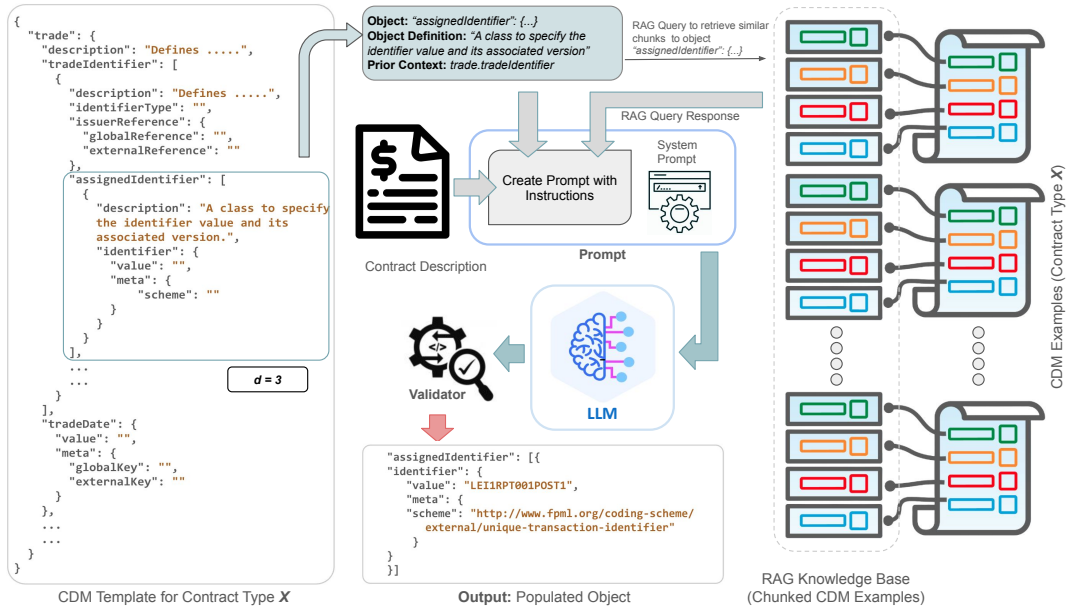 {
"trade": {
"description": "Defines .....",
"tradeIdentifier": [
{
"description": "Defines .....",
"identifierType": "",
"issuerReference": {
"globalReference": "",
"externalReference": ""
},
"assignedIdentifier": [
{
"description": "A class to specify
the identifier value and its
associated version.",
"identifier": {
"value": "",
"meta": {
"scheme": ""
}
}
}
],
...
...
}
],
"tradeDate": {
"value": "",
"meta": {
"globalKey": "",
"externalKey": ""
}
},
...
...
}
}
d = 3
CDM Template for Contract Type X
Object: "assignedIdentifier": {...}
Object Definition: "A class to specify the
identifier value and its associated version"
Prior Context: trade.tradeIdentifier
RAG Query to retrieve similar
chunks to object
"assignedIdentifier": {...}
RAG Query Response
Contract Description
Create Prompt with
Instructions
System
Prompt
Prompt
LLM
Validator
"assignedIdentifier": [{
"identifier": {
"value": "LEI1RPT001POST1",
"meta": {
"scheme": "http://www.fpml.org/coding-scheme/
external/unique-transaction-identifier"
}
}
}]
Output: Populated Object
RAG Knowledge Base
(Chunked CDM Examples)
CDM Examples (Contract Type X)